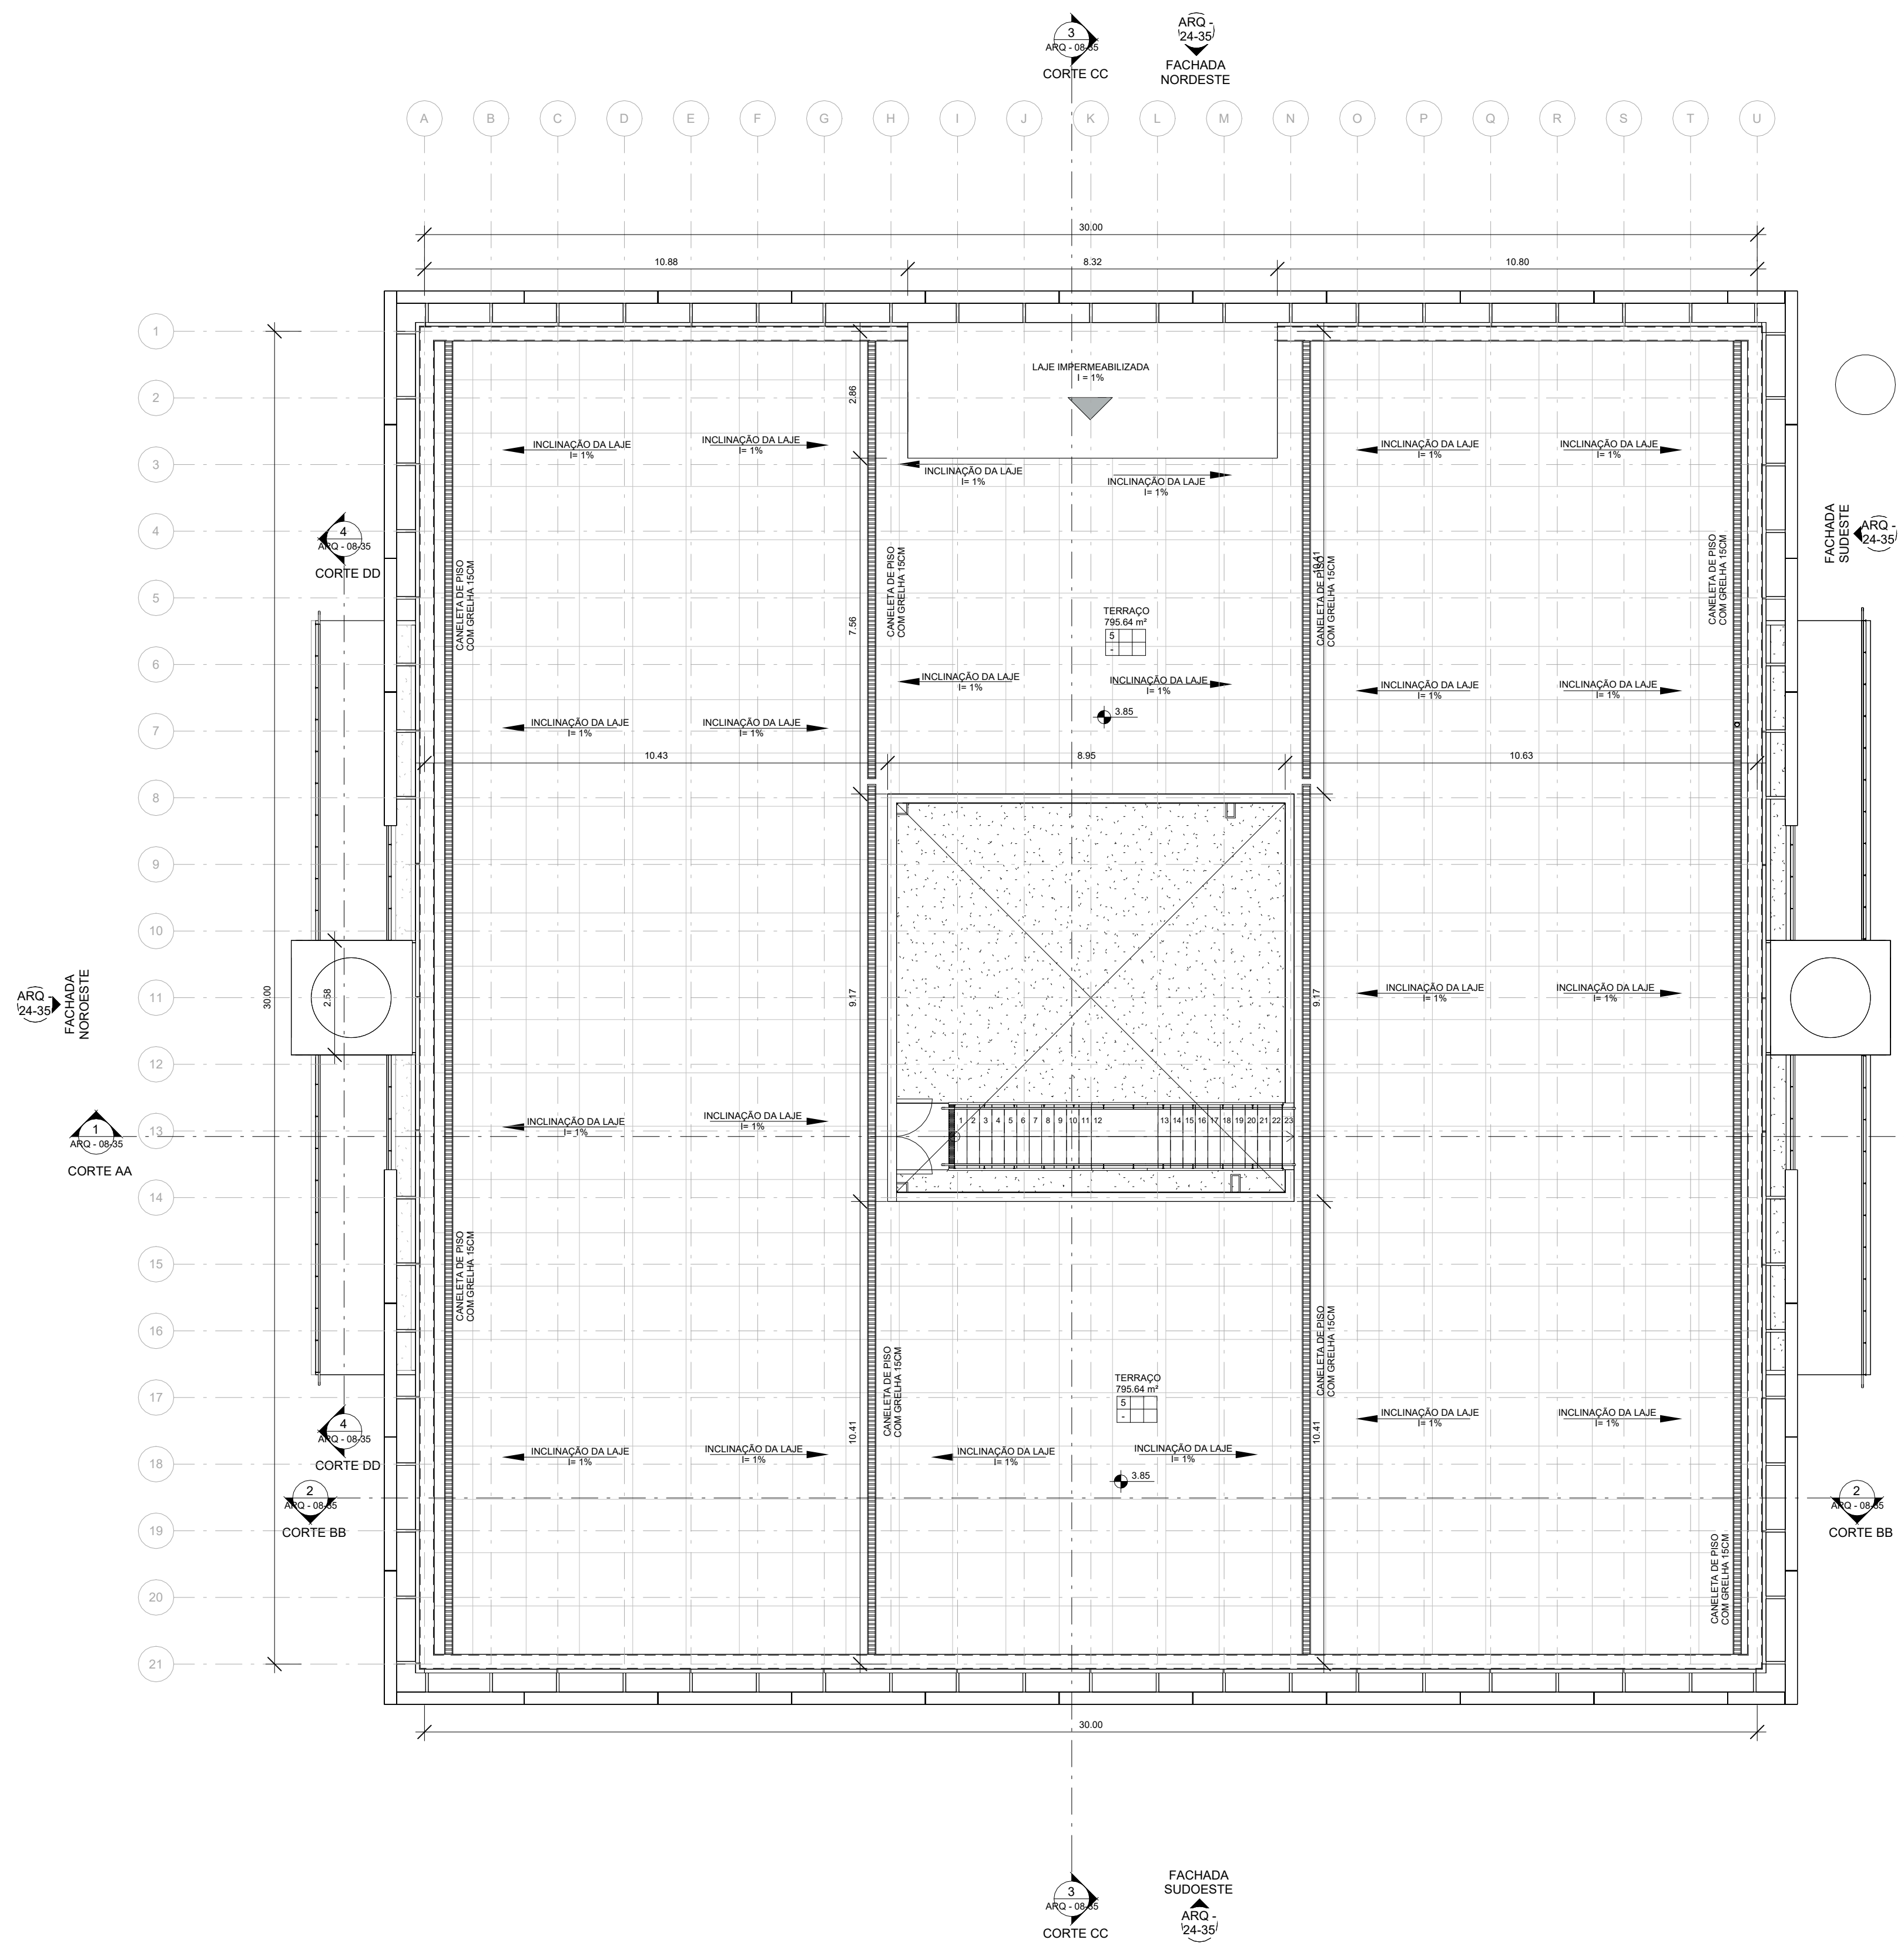 3
ARQ - 08-35
CORTE CC
ARQ -
24-35
FACHADA
NORDESTE
A B C D E F G H I J K L M N O P Q R S T U
30.00
10.88 8.32 10.80
1
LAJE IMPERMEABILIZADA
I = 1%
2
2.86
INCLINAÇÃO DA LAJE
I= 1%
INCLINAÇÃO DA LAJE
I= 1%
INCLINAÇÃO DA LAJE
I= 1%
INCLINAÇÃO DA LAJE
I= 1%
3
INCLINAÇÃO DA LAJE
I= 1%
INCLINAÇÃO DA LAJE
I= 1%
4
4
ARQ - 08-35
CORTE DD
FACHADA
SUDESTE
ARQ -
24-35
CANELETA DE PISO
COM GRELHA 15CM
CANELETA DE PISO
COM GRELHA 15CM
10.41
CANELETA DE PISO
COM GRELHA 15CM
CANELETA DE PISO
COM GRELHA 15CM
5
7.56
TERRAÇO
795.64 m²
5
-
6
INCLINAÇÃO DA LAJE
I= 1%
INCLINAÇÃO DA LAJE
I= 1%
INCLINAÇÃO DA LAJE
I= 1%
INCLINAÇÃO DA LAJE
I= 1%
3.85
7
INCLINAÇÃO DA LAJE
I= 1%
INCLINAÇÃO DA LAJE
I= 1%
10.43 8.95 10.63
8
9
10
11
ARQ -
24-35
FACHADA
NOROESTE
30.00
2.58
9.17
9.17
INCLINAÇÃO DA LAJE
I= 1%
INCLINAÇÃO DA LAJE
I= 1%
12
13
1
ARQ - 08-35
CORTE AA
INCLINAÇÃO DA LAJE
I= 1%
INCLINAÇÃO DA LAJE
I= 1%
1 2 3 4 5 6 7 8 9 10 11 12 13 14 15 16 17 18 19 20 21 22 23
14
15
CANELETA DE PISO
COM GRELHA 15CM
16
CANELETA DE PISO
COM GRELHA 15CM
CANELETA DE PISO
COM GRELHA 15CM
17
TERRAÇO
795.64 m²
5
-
INCLINAÇÃO DA LAJE
I= 1%
INCLINAÇÃO DA LAJE
I= 1%
4
ARQ - 08-35
CORTE DD
10.41
10.41
18
INCLINAÇÃO DA LAJE
I= 1%
INCLINAÇÃO DA LAJE
I= 1%
INCLINAÇÃO DA LAJE
I= 1%
INCLINAÇÃO DA LAJE
I= 1%
3.85
2
ARQ - 08-35
CORTE BB
2
ARQ - 08-35
CORTE BB
19
CANELETA DE PISO
COM GRELHA 15CM
20
21
30.00
3
ARQ - 08-35
CORTE CC
FACHADA
SUDOESTE
ARQ -
24-35